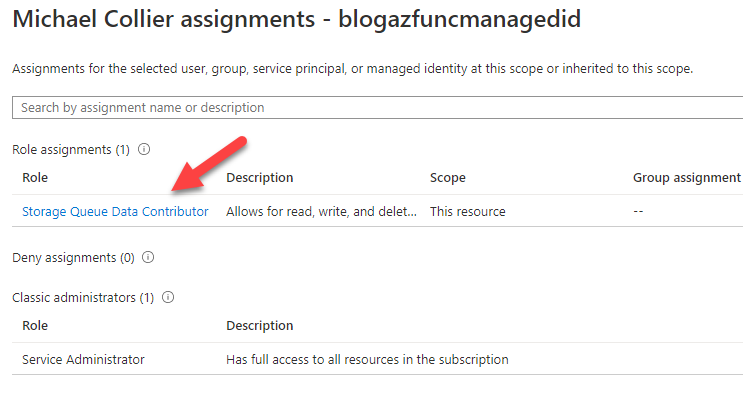 Michael Collier assignments - blogazfuncmanagedid
Assignments for the selected user, group, service principal, or managed identity at this scope or inherited to this scope.
Search by assignment name or description
Role assignments (1)
Role Description Scope Group assignment
Storage Queue Data Contributor Allows for read, write, and delet... This resource --
Deny assignments (0)
Classic administrators (1)
Role Description
Service Administrator Has full access to all resources in the subscription